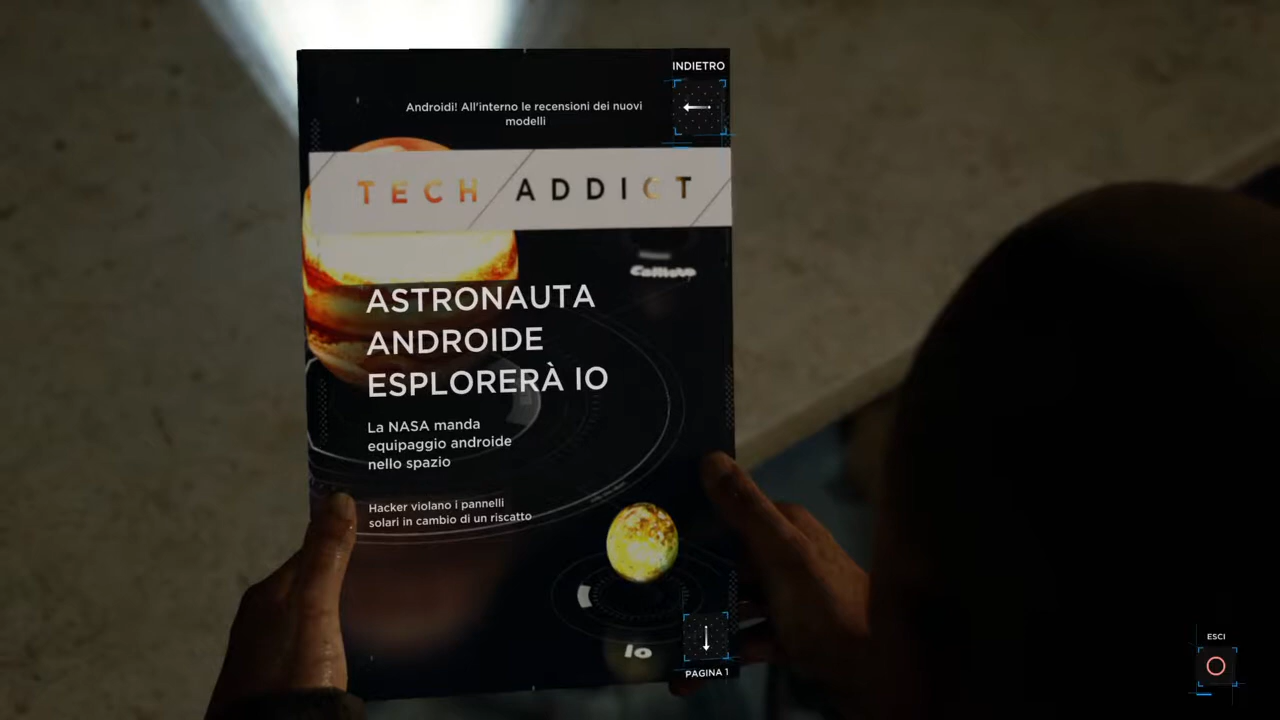 INDIETRO
Androidi! All'interno le recensioni dei nuovi
modelli
TECH ADDICT
Callisto
ASTRONAUTA
ANDROIDE
ESPLORERÀ IO
La NASA manda
equipaggio androide
nello spazio
Hacker violano i pannelli
solari in cambio di un riscatto
Io
PAGINA 1
ESCI